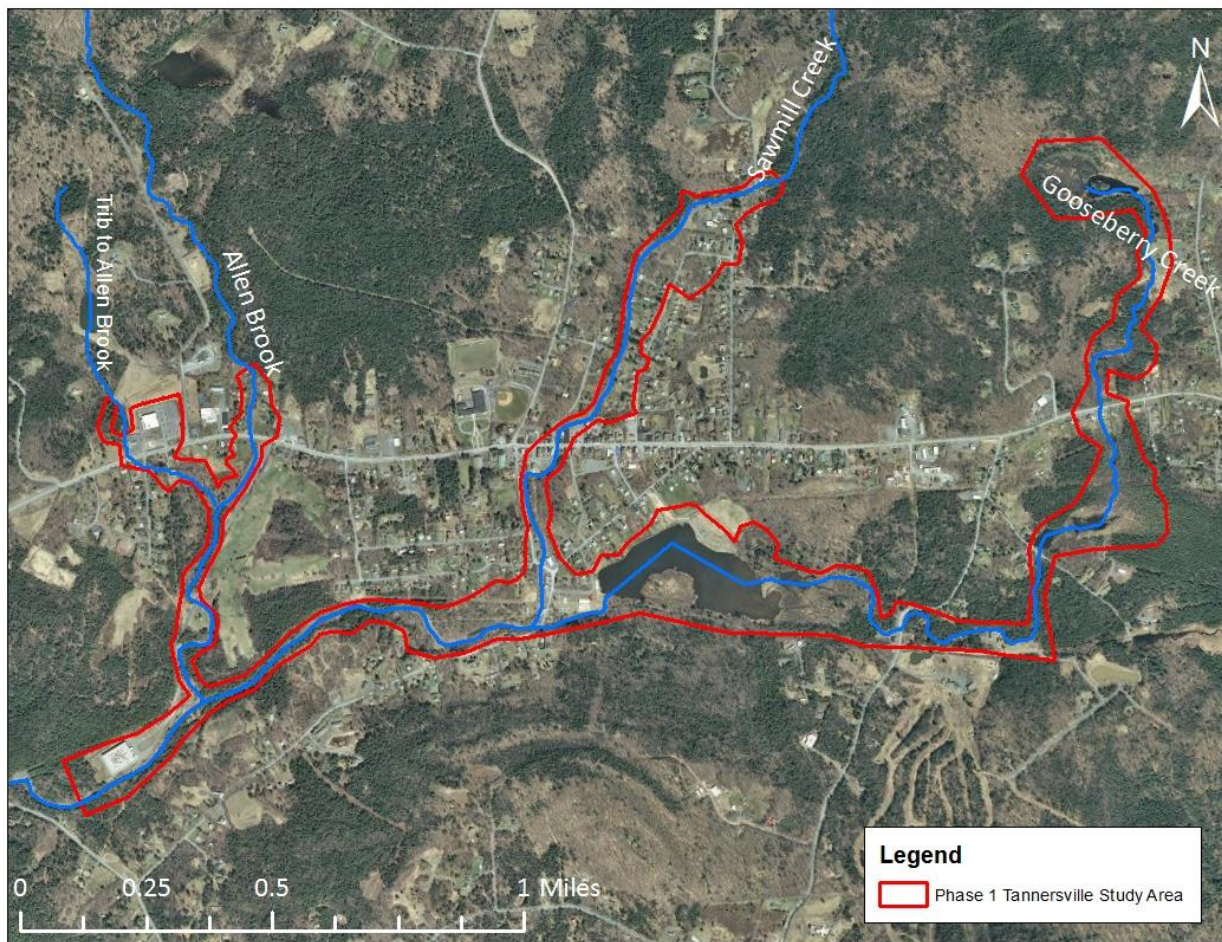 N
Sawmill Creek
Gooseberry Creek
Trib to Allen Brook
Allen Brook
0 0.25 0.5 1 Miles
Legend
Phase 1 Tannersville Study Area